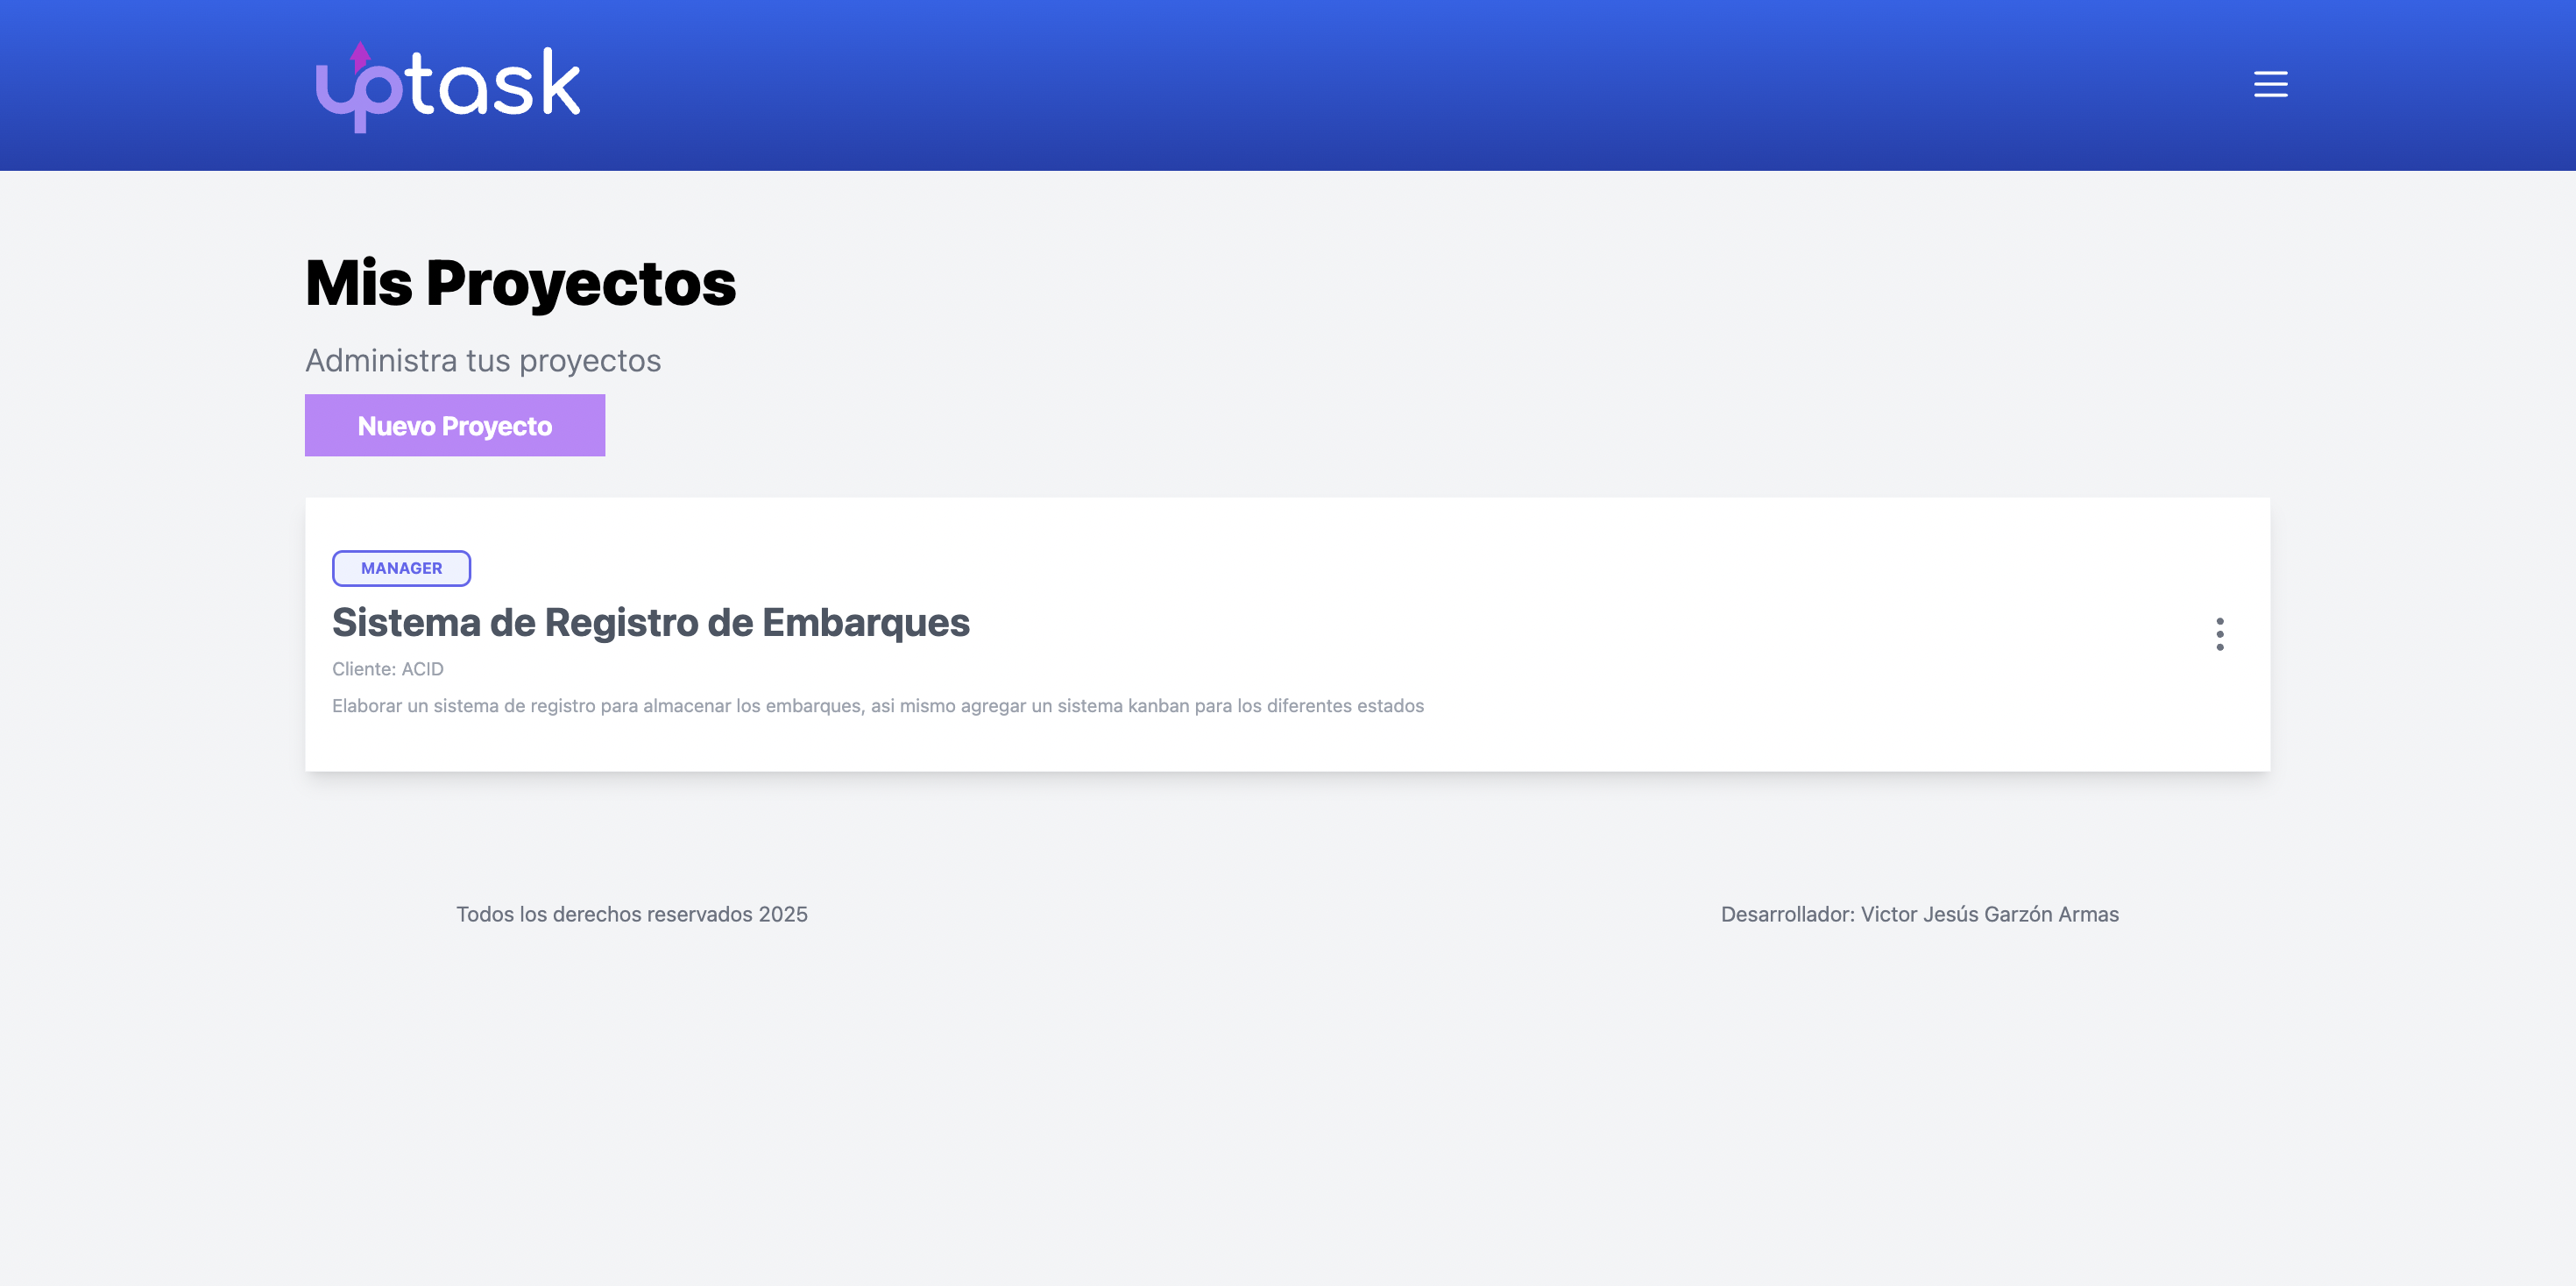 uptask
Mis Proyectos
Administra tus proyectos
Nuevo Proyecto
MANAGER
Sistema de Registro de Embarques
Cliente: ACID
Elaborar un sistema de registro para almacenar los embarques, asi mismo agregar un sistema kanban para los diferentes estados
Todos los derechos reservados 2025
Desarrollador: Victor Jesús Garzón Armas